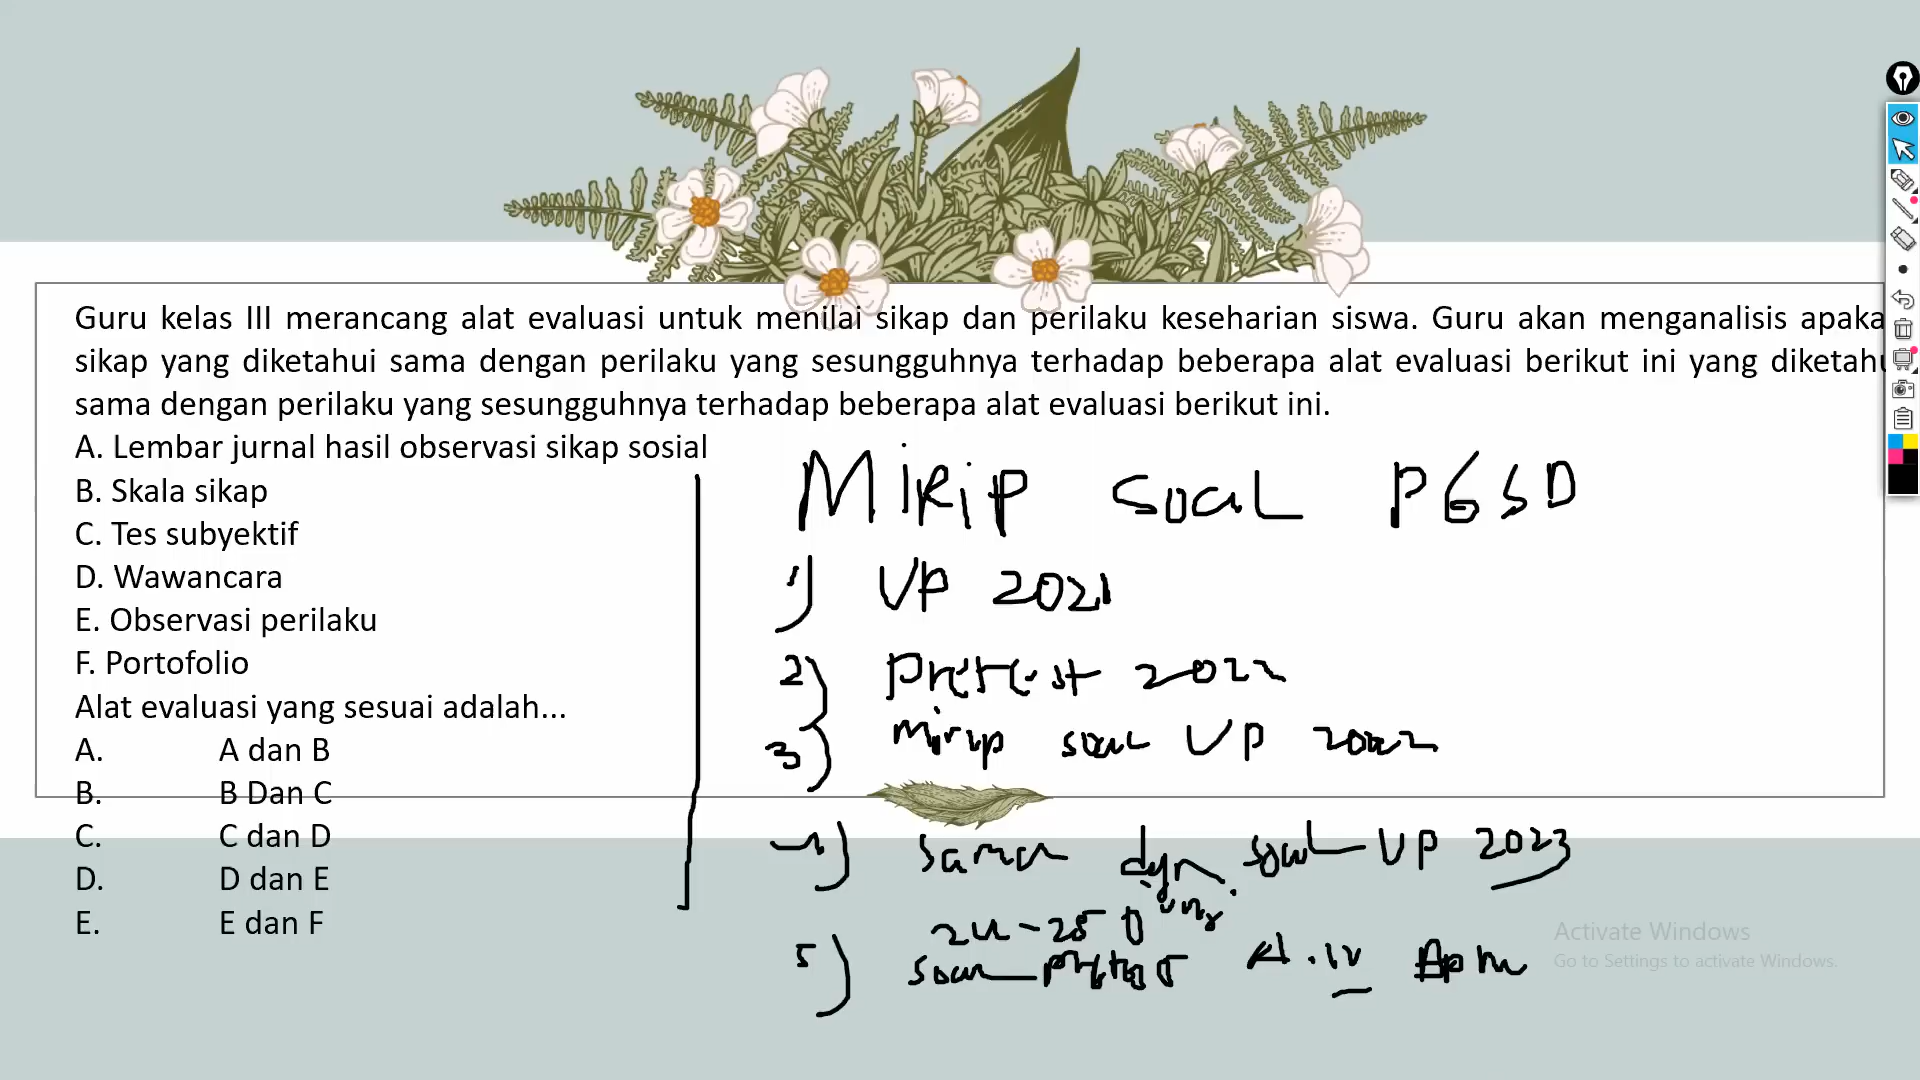 Guru kelas III merancang alat evaluasi untuk menilai sikap dan perilaku keseharian siswa. Guru akan menganalisis apaka
sikap yang diketahui sama dengan perilaku yang sesungguhnya terhadap beberapa alat evaluasi berikut ini yang diketahu
sama dengan perilaku yang sesungguhnya terhadap beberapa alat evaluasi berikut ini.
A. Lembar jurnal hasil observasi sikap sosial
B. Skala sikap
C. Tes subyektif
D. Wawancara
E. Observasi perilaku
F. Portofolio
Alat evaluasi yang sesuai adalah...
A. A dan B
B. B Dan C
C. C dan D
D. D dan E
E. E dan F
MIRIP SOAL PGSD
1) UP 2021
2) Pretest 2022
3) Mirip soal UP 2022
4) Sama dgn soal UP 2023
5) soal
Activate Windows
Go to Settings to activate Windows.